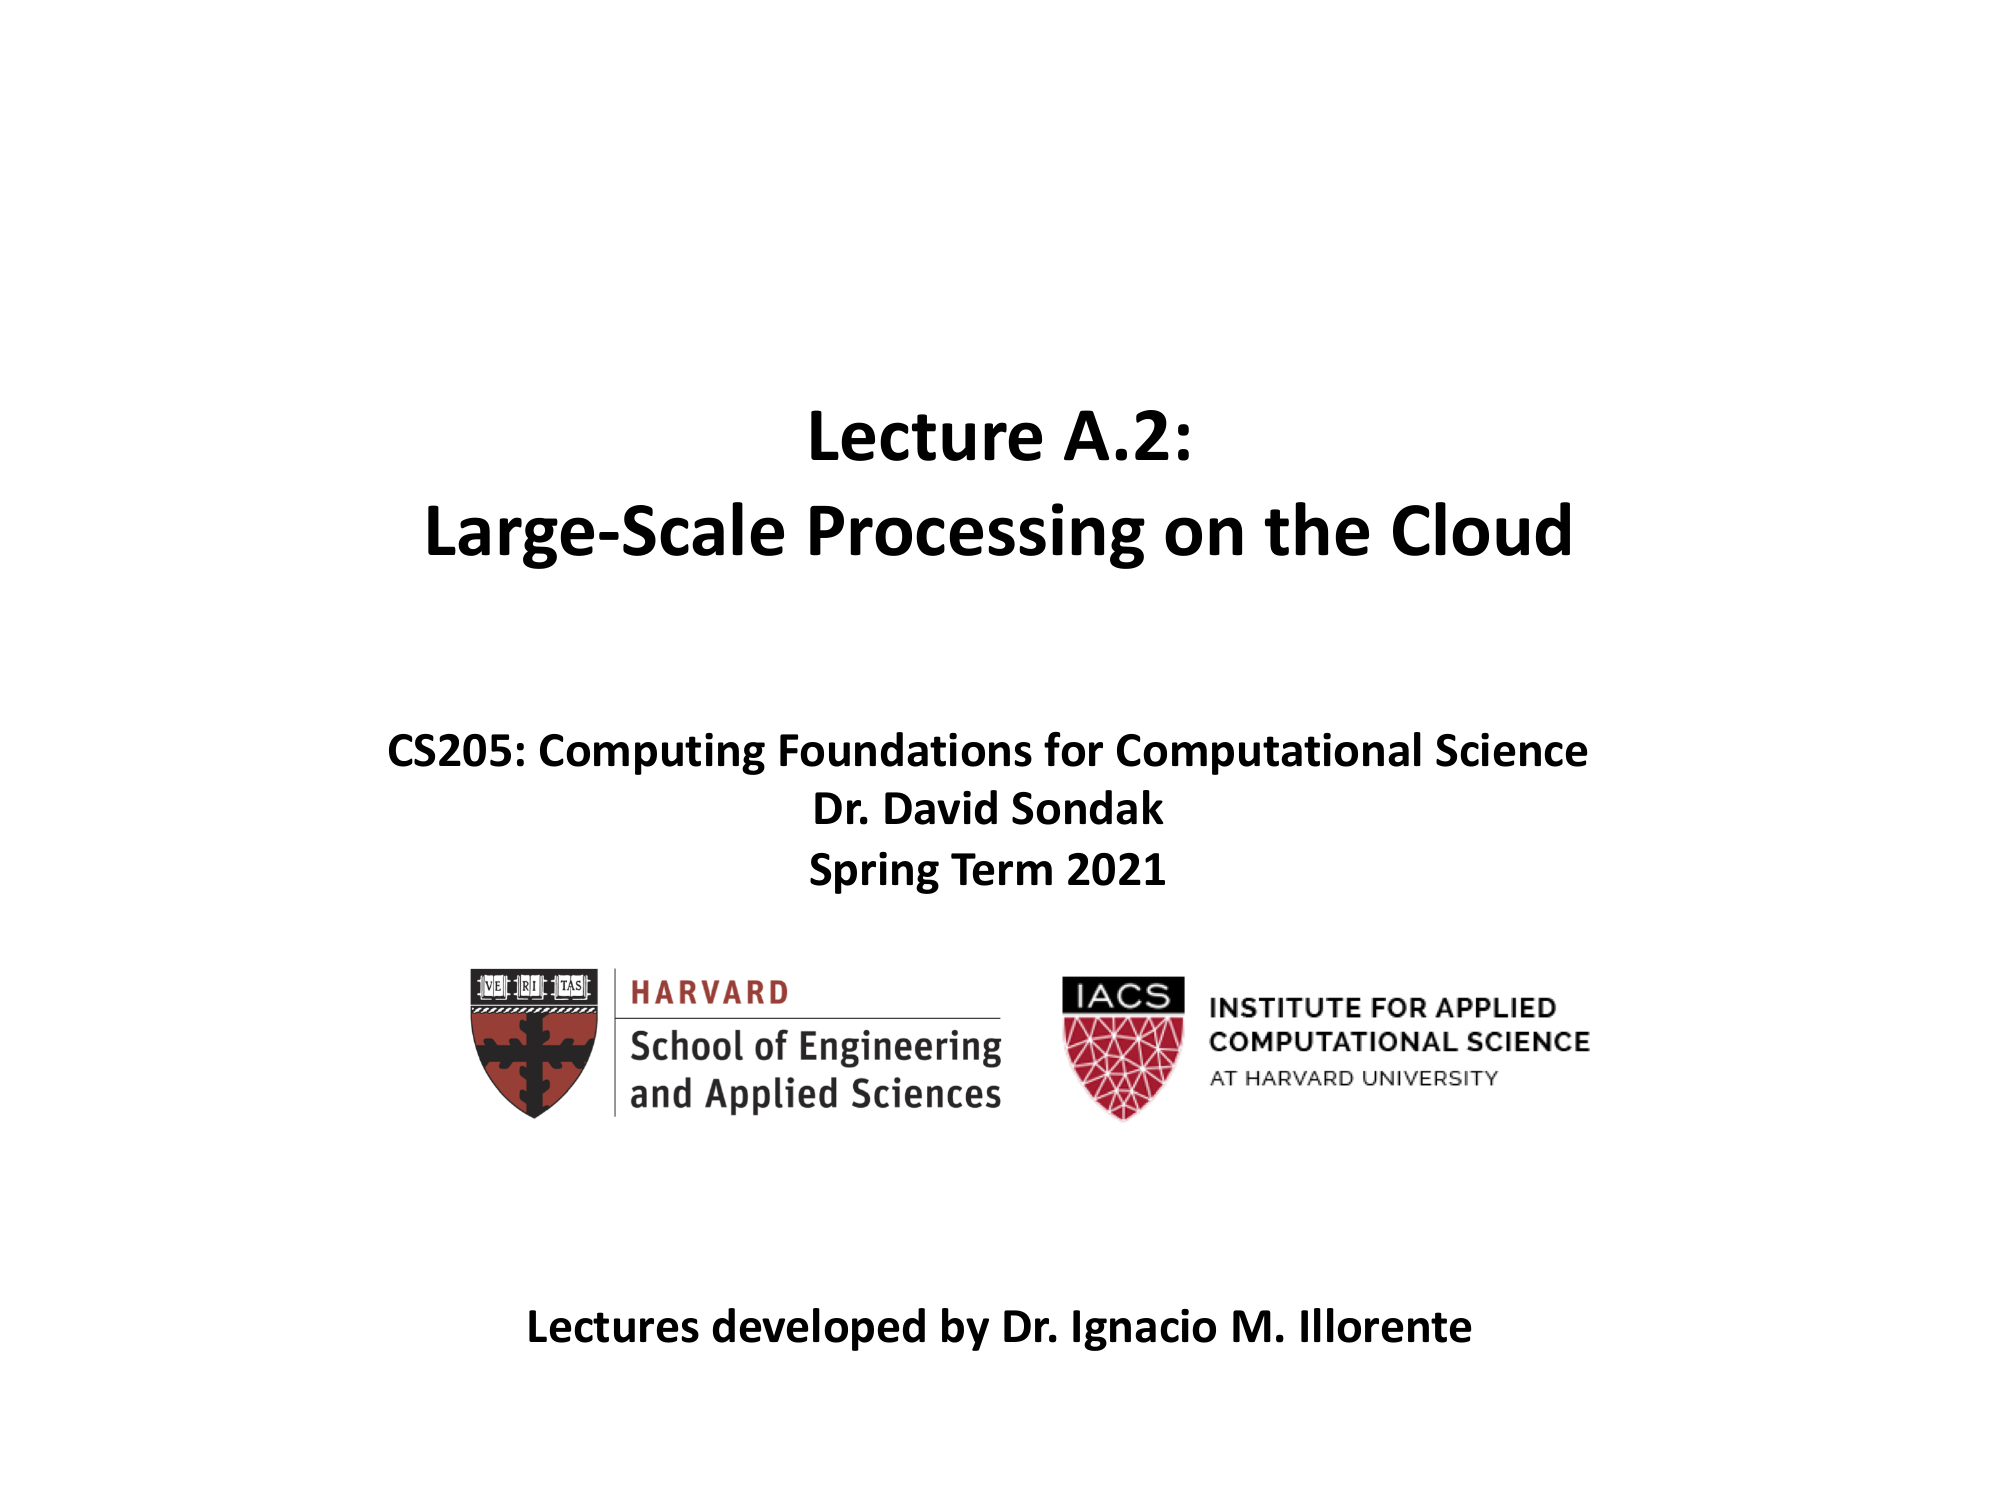 Lecture A.2:
Large-Scale Processing on the Cloud
CS205: Computing Foundations for Computational Science
Dr. David Sondak
Spring Term 2021
VE RI TAS
HARVARD
School of Engineering
and Applied Sciences
IACS
INSTITUTE FOR APPLIED
COMPUTATIONAL SCIENCE
AT HARVARD UNIVERSITY
Lectures developed by Dr. Ignacio M. Illorente